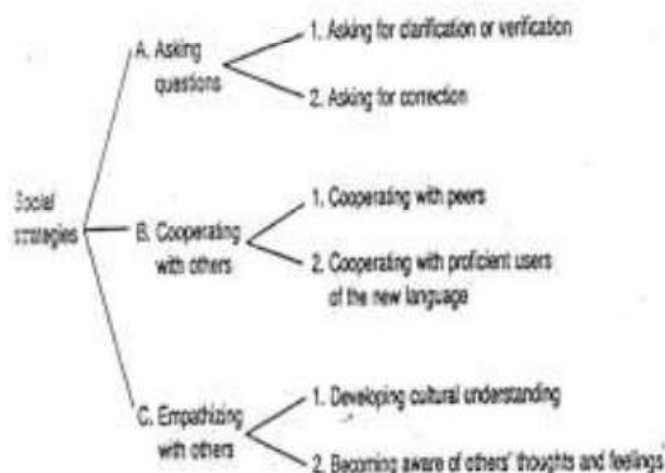 A. Asking
questions
1. Asking for clarification or verification
2. Asking for correction
Social
strategies
B. Cooperating
with others
1. Cooperating with peers
2. Cooperating with proficient users
of the new language
C. Empathizing
with others
1. Developing cultural understanding
2. Becoming aware of others' thoughts and feelings